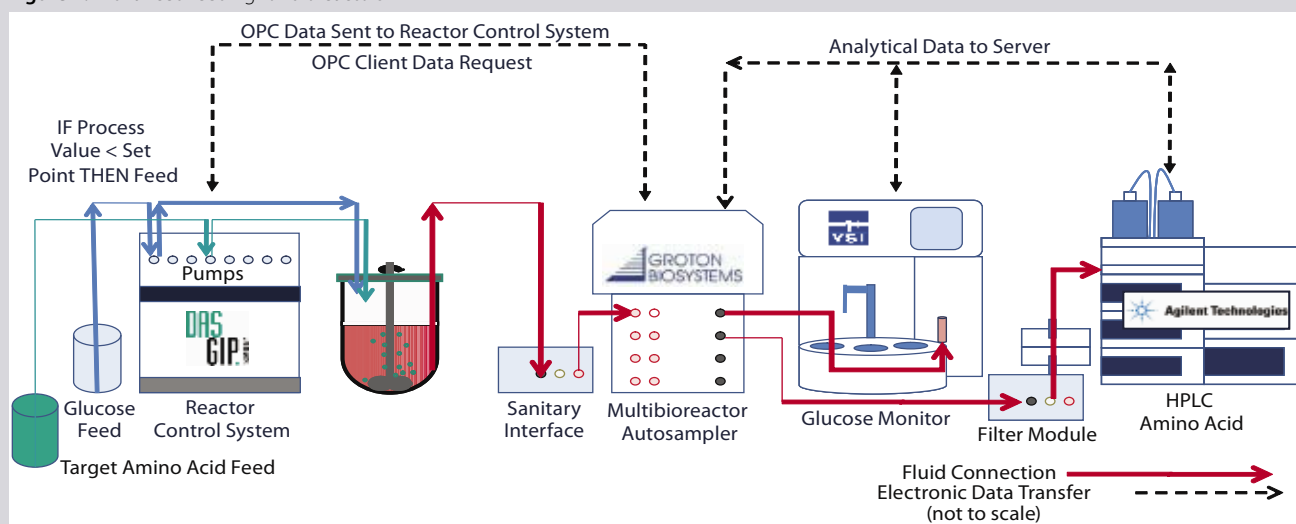 OPC Data Sent to Reactor Control System
OPC Client Data Request
Analytical Data to Server
IF Process
Value < Set
Point THEN Feed
Pumps
DAS
GIP
GROTON
BIOSYSTEMS
YSI
Agilent Technologies
Glucose
Feed
Reactor
Control System
Target Amino Acid Feed
Sanitary
Interface
Multibioreactor
Autosampler
Glucose Monitor
Filter Module
HPLC
Amino Acid
Fluid Connection
Electronic Data Transfer
(not to scale)